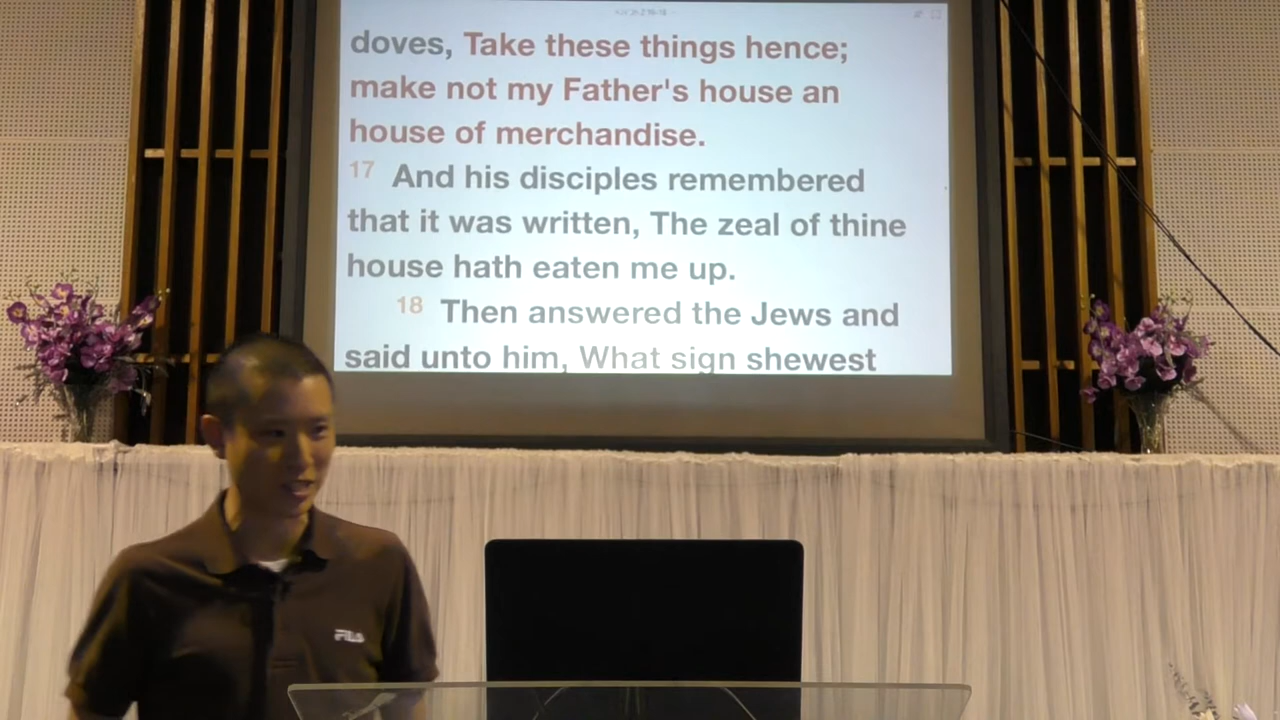 doves, Take these things hence;
make not my Father's house an
house of merchandise.
17 And his disciples remembered
that it was written, The zeal of thine
house hath eaten me up.
18 Then answered the Jews and
said unto him, What sign shewest
FILA